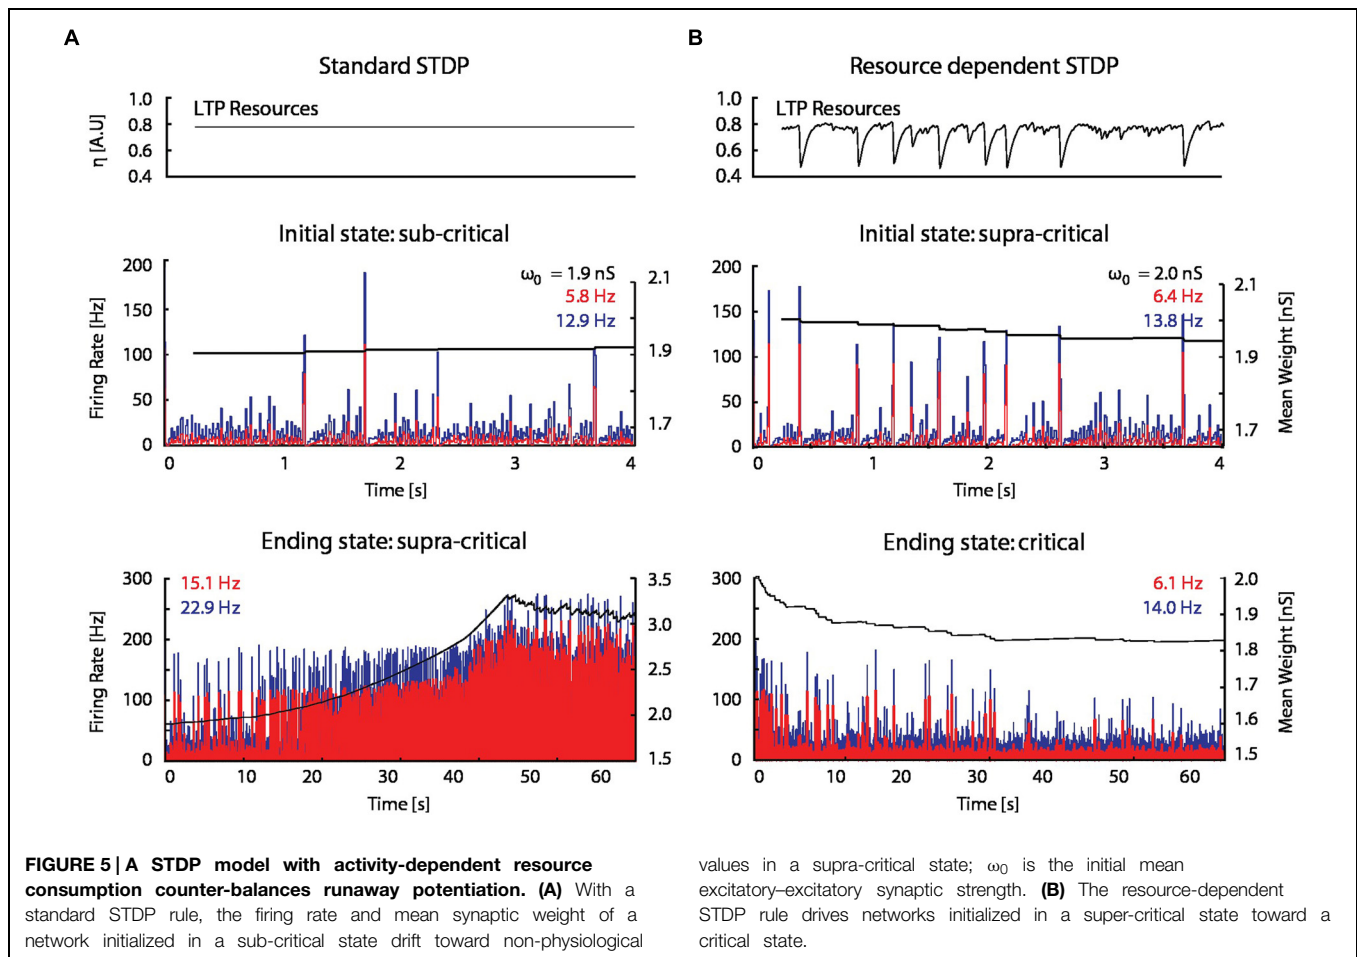 A
Standard STDP
LTP Resources
η [A.U]
1.0
0.8
0.6
0.4
Initial state: sub-critical
Firing Rate [Hz]
200
150
100
50
0
ω0 = 1.9 nS
5.8 Hz
12.9 Hz
2.1
1.9
1.7
0 1 2 3 4
Time [s]
Ending state: supra-critical
Firing Rate [Hz]
300
200
100
0
15.1 Hz
22.9 Hz
3.5
3.0
2.5
2.0
1.5
0 10 20 30 40 50 60
Time [s]
B
Resource dependent STDP
LTP Resources
1.0
0.8
0.6
0.4
Initial state: supra-critical
200
150
100
50
0
ω0 = 2.0 nS
6.4 Hz
13.8 Hz
2.1
1.9
1.7
Mean Weight [nS]
0 1 2 3 4
Time [s]
Ending state: critical
300
200
100
0
6.1 Hz
14.0 Hz
2.0
1.9
1.8
1.7
1.6
1.5
Mean Weight [nS]
0 10 20 30 40 50 60
Time [s]
FIGURE 5 | A STDP model with activity-dependent resource
consumption counter-balances runaway potentiation. (A) With a
standard STDP rule, the firing rate and mean synaptic weight of a
network initialized in a sub-critical state drift toward non-physiological
values in a supra-critical state; ω0 is the initial mean
excitatory–excitatory synaptic strength. (B) The resource-dependent
STDP rule drives networks initialized in a super-critical state toward a
critical state.